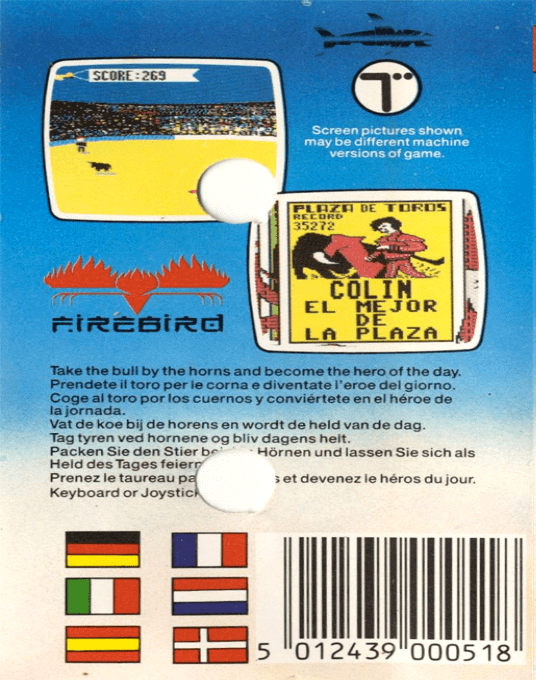 SCORE:269
Screen pictures shown
may be different machine
versions of game.
PLAZA DE TOROS
RECORD
35272
COLIN
EL MEJOR
DE
LA PLAZA
FIREBIRD
Take the bull by the horns and become the hero of the day.
Prendete il toro per le corna e diventate l'eroe del giorno.
Coge al toro por los cuernos y conviértete en el héroe de
la jornada.
Vat de koe bij de horens en wordt de held van de dag.
Tag tyren ved hornene og bliv dagens helt.
Packen Sie den Stier Hörnen und lassen Sie sich als
Held des Tages
Prenez le taureau et devenez le héros du jour.
Keyboard or
5 012439 000518